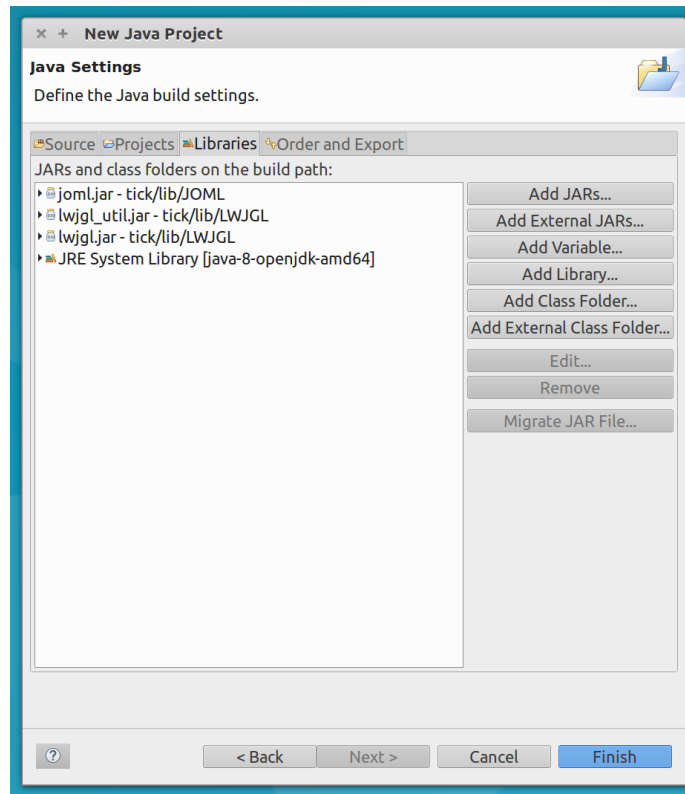 New Java Project
Java Settings
Define the Java build settings.
Source Projects Libraries Order and Export
JARs and class folders on the build path:
joml.jar - tick/lib/JOML
lwjgl_util.jar - tick/lib/LWJGL
lwjgl.jar - tick/lib/LWJGL
JRE System Library [java-8-openjdk-amd64]
Add JARs...
Add External JARs...
Add Variable...
Add Library...
Add Class Folder...
Add External Class Folder...
Edit...
Remove
Migrate JAR File...
? < Back Next > Cancel Finish